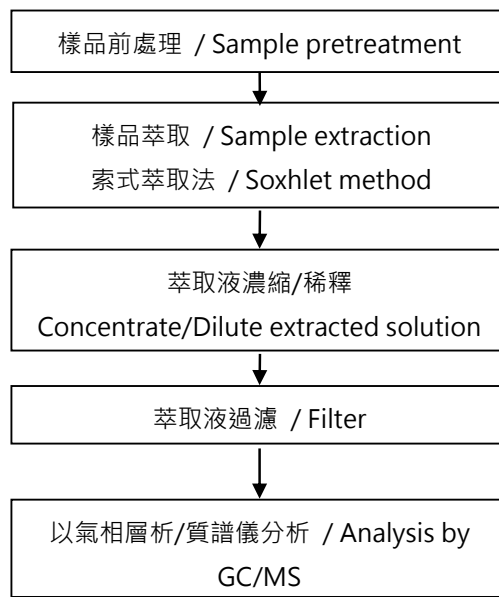 樣品前處理 / Sample pretreatment
樣品萃取 / Sample extraction
索式萃取法 / Soxhlet method
萃取液濃縮/稀釋
Concentrate/Dilute extracted solution
萃取液過濾 / Filter
以氣相層析/質譜儀分析 / Analysis by
GC/MS